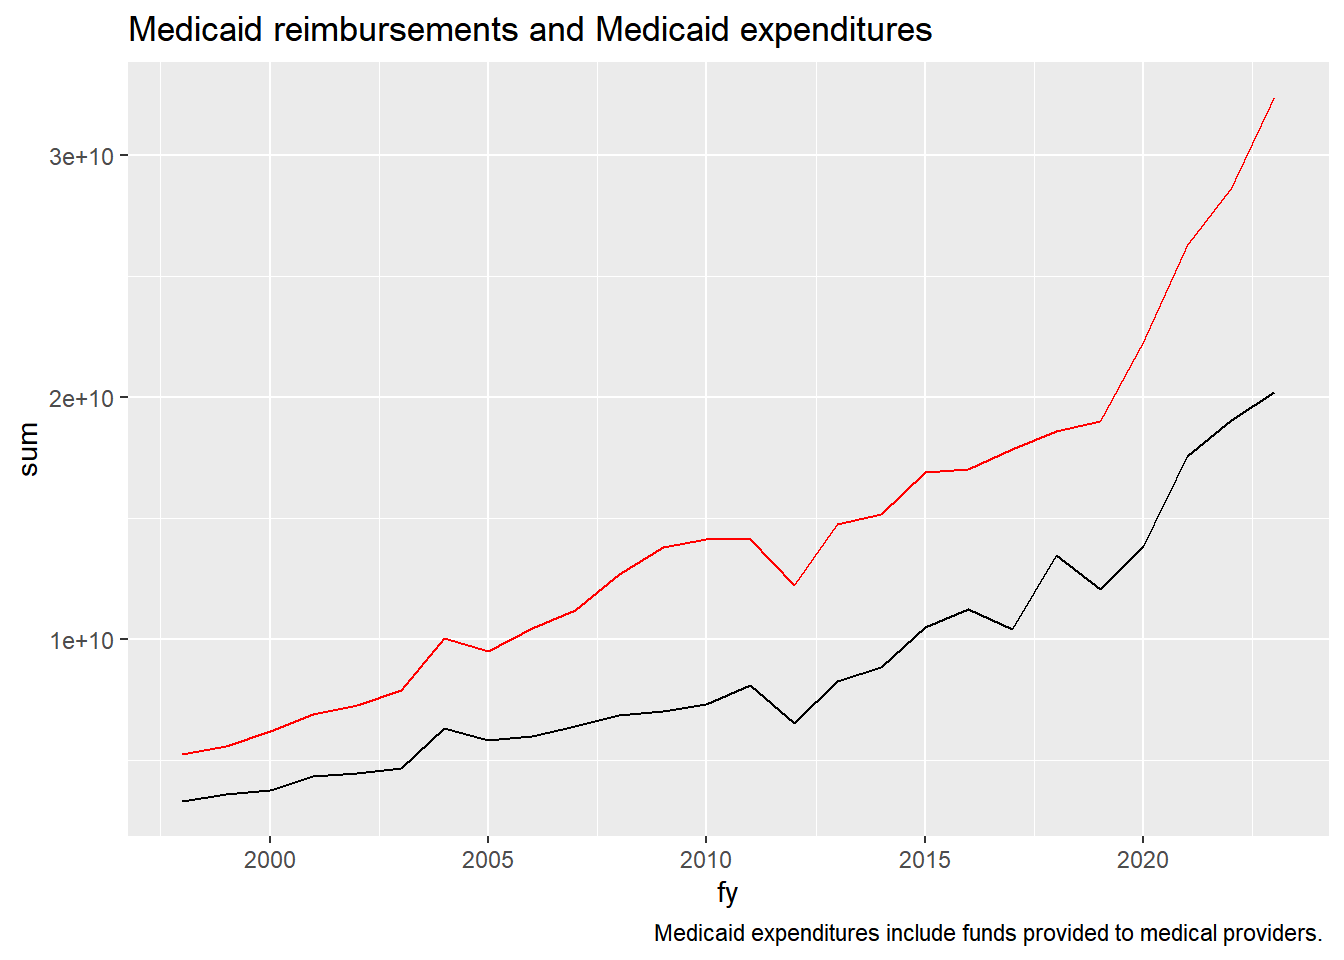 Medicaid reimbursements and Medicaid expenditures
3e+10
2e+10
1e+10
sum
2000 2005 2010 2015 2020
fy
Medicaid expenditures include funds provided to medical providers.